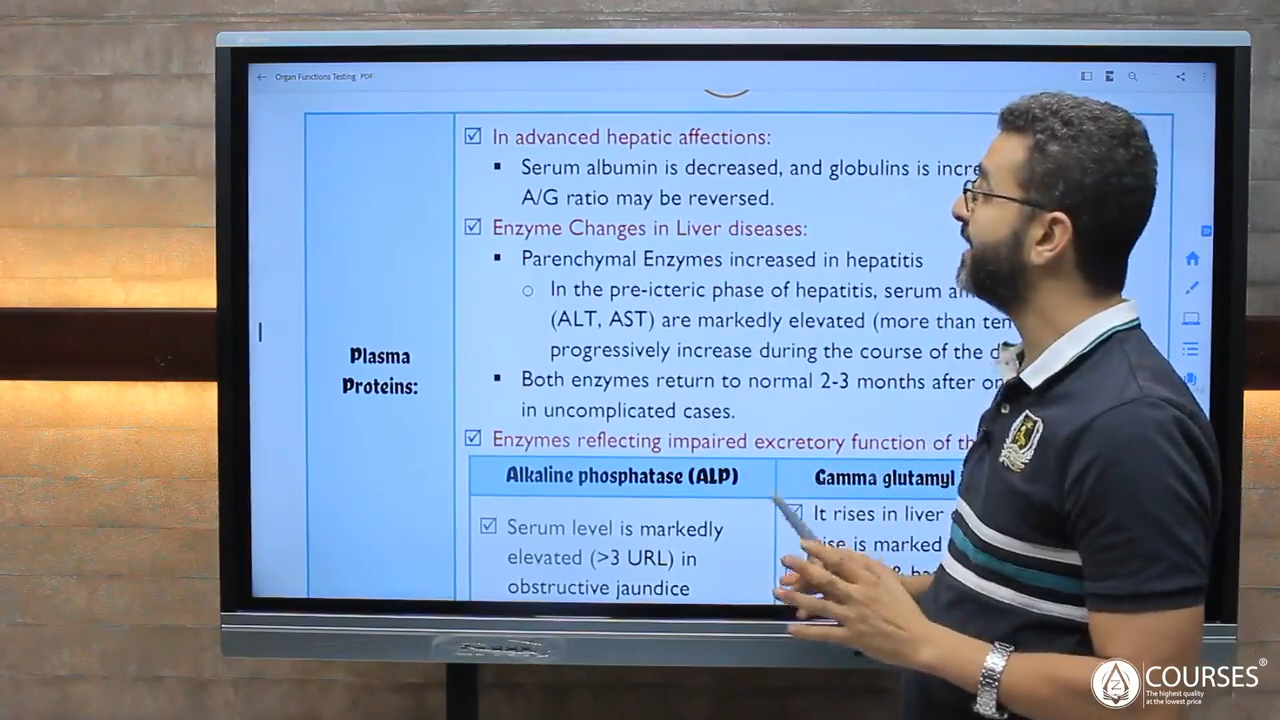 Organ Functions Testing PDF
In advanced hepatic affections:
Serum albumin is decreased, and globulins is
A/G ratio may be reversed.
Enzyme Changes in Liver diseases:
Parenchymal Enzymes increased in hepatitis
In the pre-icteric phase of hepatitis, serum
(ALT, AST) are markedly elevated (more than
progressively increase during the course of the
Both enzymes return to normal 2-3 months after
in uncomplicated cases.
Plasma
Proteins:
Enzymes reflecting impaired excretory function of
Alkaline phosphatase (ALP)
Serum level is markedly
elevated (>3 URL) in
obstructive jaundice
Gamma glutamyl
It rises in liver
is marked
&
A
Z
COURSES®
The highest quality
at the lowest price